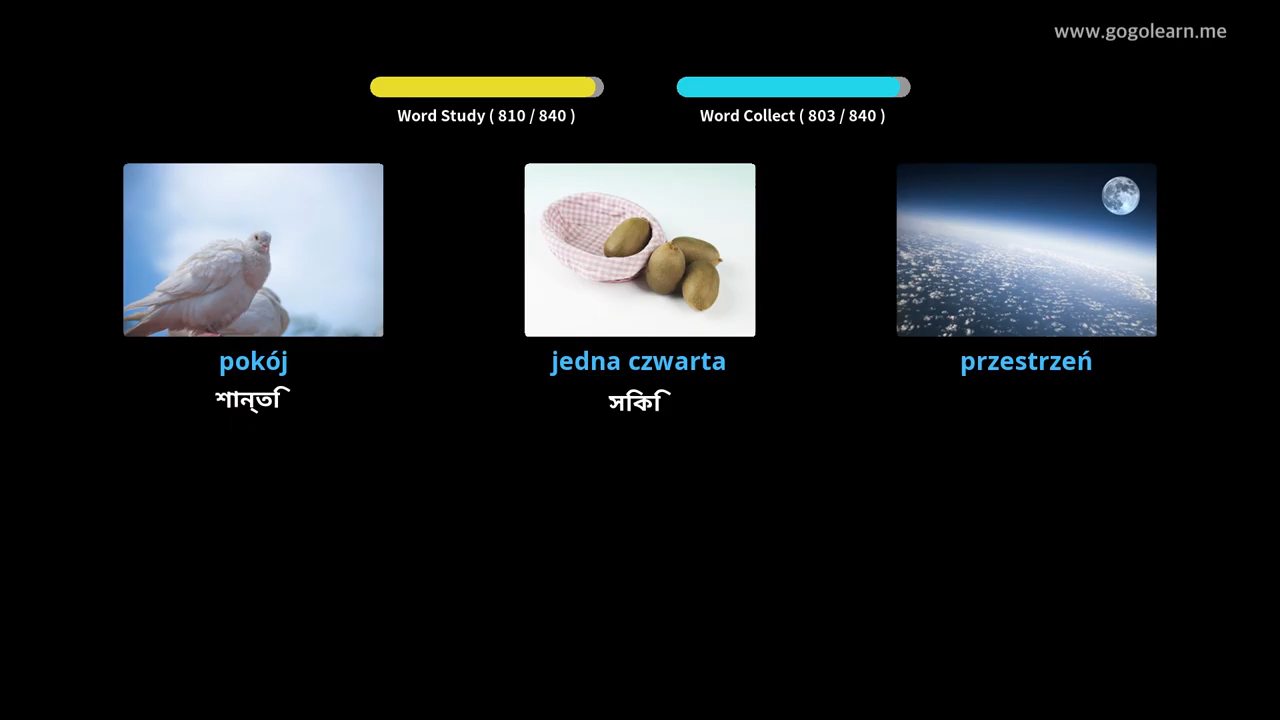 www.gogolearn.me
Word Study ( 810 / 840 )
Word Collect ( 803 / 840 )
pokój
jedna czwarta
przestrzeń
শান্তি
সিকি